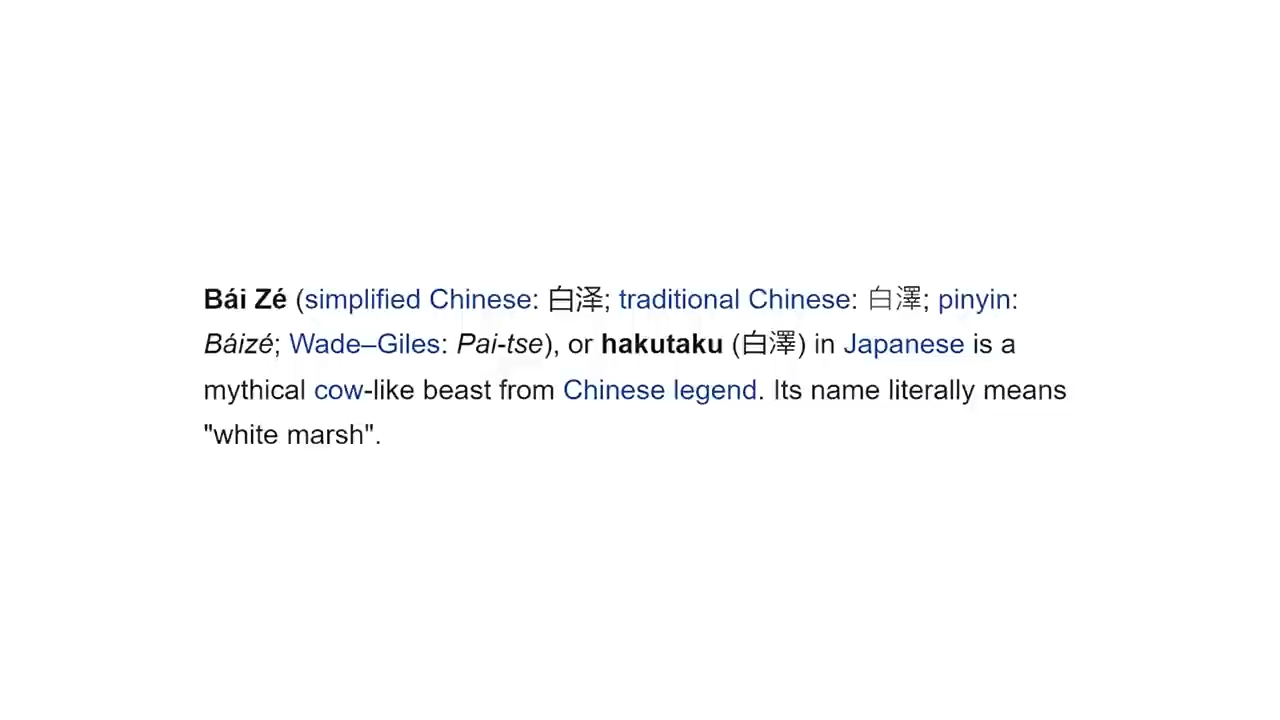 Bái Zé (simplified Chinese: 白泽; traditional Chinese: 白澤; pinyin:
Báizé; Wade–Giles: Pai-tse), or hakutaku (白澤) in Japanese is a
mythical cow-like beast from Chinese legend. Its name literally means
"white marsh".